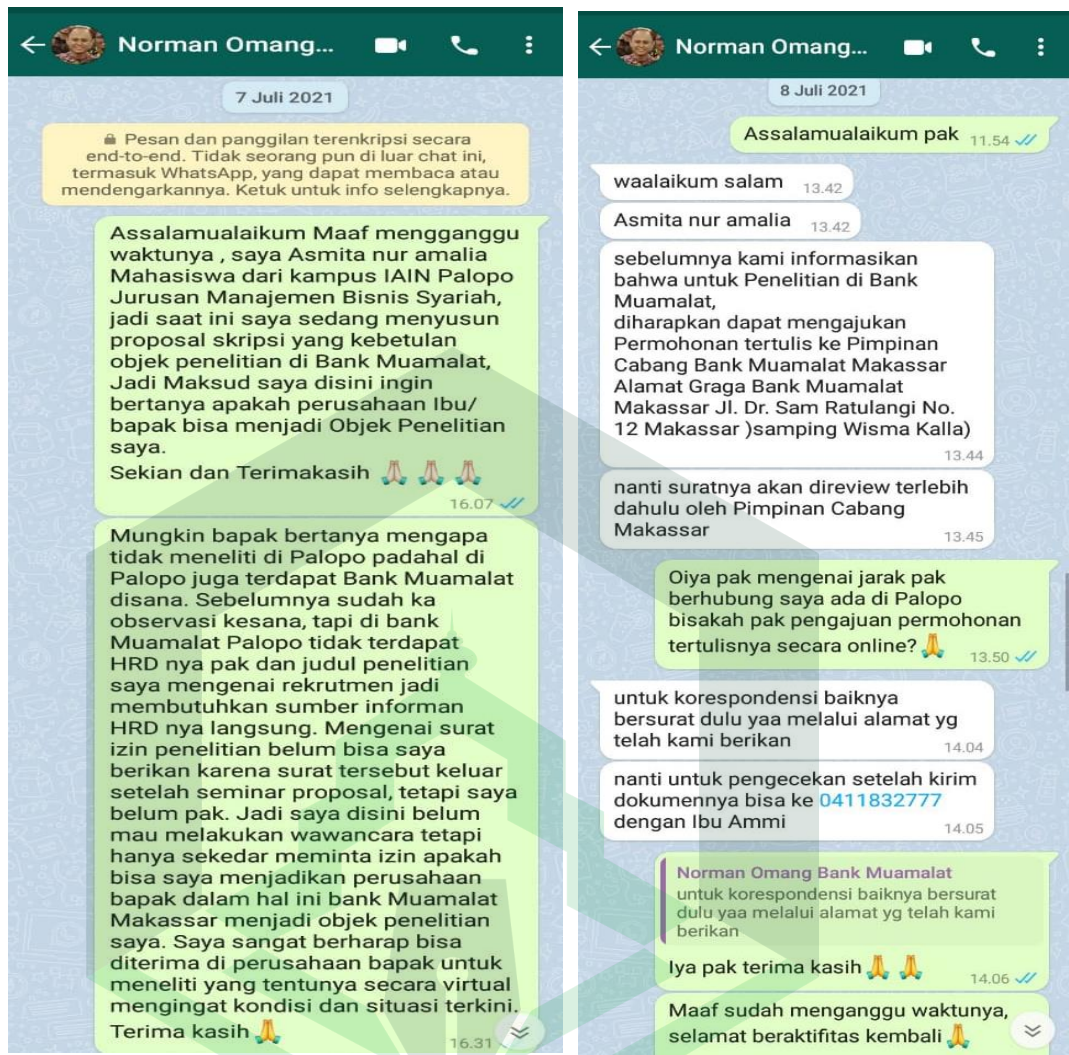 Norman Omang...
7 Juli 2021
Pesan dan panggilan terenkripsi secara
end-to-end. Tidak seorang pun di luar chat ini,
termasuk WhatsApp, yang dapat membaca atau
mendengarkannya. Ketuk untuk info selengkapnya.
Assalamualaikum Maaf mengganggu
waktunya , saya Asmita nur amalia
Mahasiswa dari kampus IAIN Palopo
Jurusan Manajemen Bisnis Syariah,
jadi saat ini saya sedang menyusun
proposal skripsi yang kebetulan
objek penelitian di Bank Muamalat,
Jadi Maksud saya disini ingin
bertanya apakah perusahaan Ibu/
bapak bisa menjadi Objek Penelitian
saya.
Sekian dan Terimakasih 🙏🙏🙏
16.07
Mungkin bapak bertanya mengapa
tidak meneliti di Palopo padahal di
Palopo juga terdapat Bank Muamalat
disana. Sebelumnya sudah ka
observasi kesana, tapi di bank
Muamalat Palopo tidak terdapat
HRD nya pak dan judul penelitian
saya mengenai rekrutmen jadi
membutuhkan sumber informan
HRD nya langsung. Mengenai surat
izin penelitian belum bisa saya
berikan karena surat tersebut keluar
setelah seminar proposal, tetapi saya
belum pak. Jadi saya disini belum
mau melakukan wawancara tetapi
hanya sekedar meminta izin apakah
bisa saya menjadikan perusahaan
bapak dalam hal ini bank Muamalat
Makassar menjadi objek penelitian
saya. Saya sangat berharap bisa
diterima di perusahaan bapak untuk
meneliti yang tentunya secara virtual
mengingat kondisi dan situasi terkini.
Terima kasih 🙏
16.31
Norman Omang...
8 Juli 2021
Assalamualaikum pak 11.54
waalaikum salam 13.42
Asmita nur amalia 13.42
sebelumnya kami informasikan
bahwa untuk Penelitian di Bank
Muamalat,
diharapkan dapat mengajukan
Permohonan tertulis ke Pimpinan
Cabang Bank Muamalat Makassar
Alamat Graga Bank Muamalat
Makassar Jl. Dr. Sam Ratulangi No.
12 Makassar )samping Wisma Kalla)
13.44
nanti suratnya akan direview terlebih
dahulu oleh Pimpinan Cabang
Makassar 13.45
Oiya pak mengenai jarak pak
berhubung saya ada di Palopo
bisakah pak pengajuan permohonan
tertulisnya secara online?🙏 13.50
untuk korespondensi baiknya
bersurat dulu yaa melalui alamat yg
telah kami berikan 14.04
nanti untuk pengecekan setelah kirim
dokumennya bisa ke 0411832777
dengan Ibu Ammi 14.05
Norman Omang Bank Muamalat
untuk korespondensi baiknya bersurat
dulu yaa melalui alamat yg telah kami
berikan
Iya pak terima kasih🙏🙏 14.06
Maaf sudah menganggu waktunya,
selamat beraktifitas kembali🙏